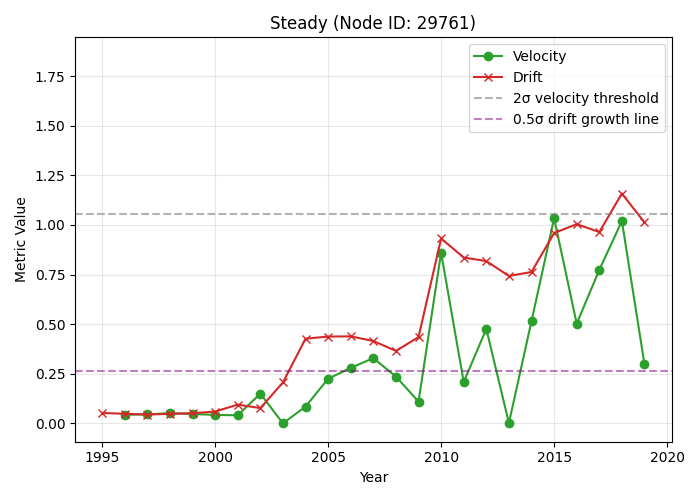 Steady (Node ID: 29761)
Velocity
Drift
2σ velocity threshold
0.5σ drift growth line
Metric Value
1.75
1.50
1.25
1.00
0.75
0.50
0.25
0.00
1995
2000
2005
2010
2015
2020
Year